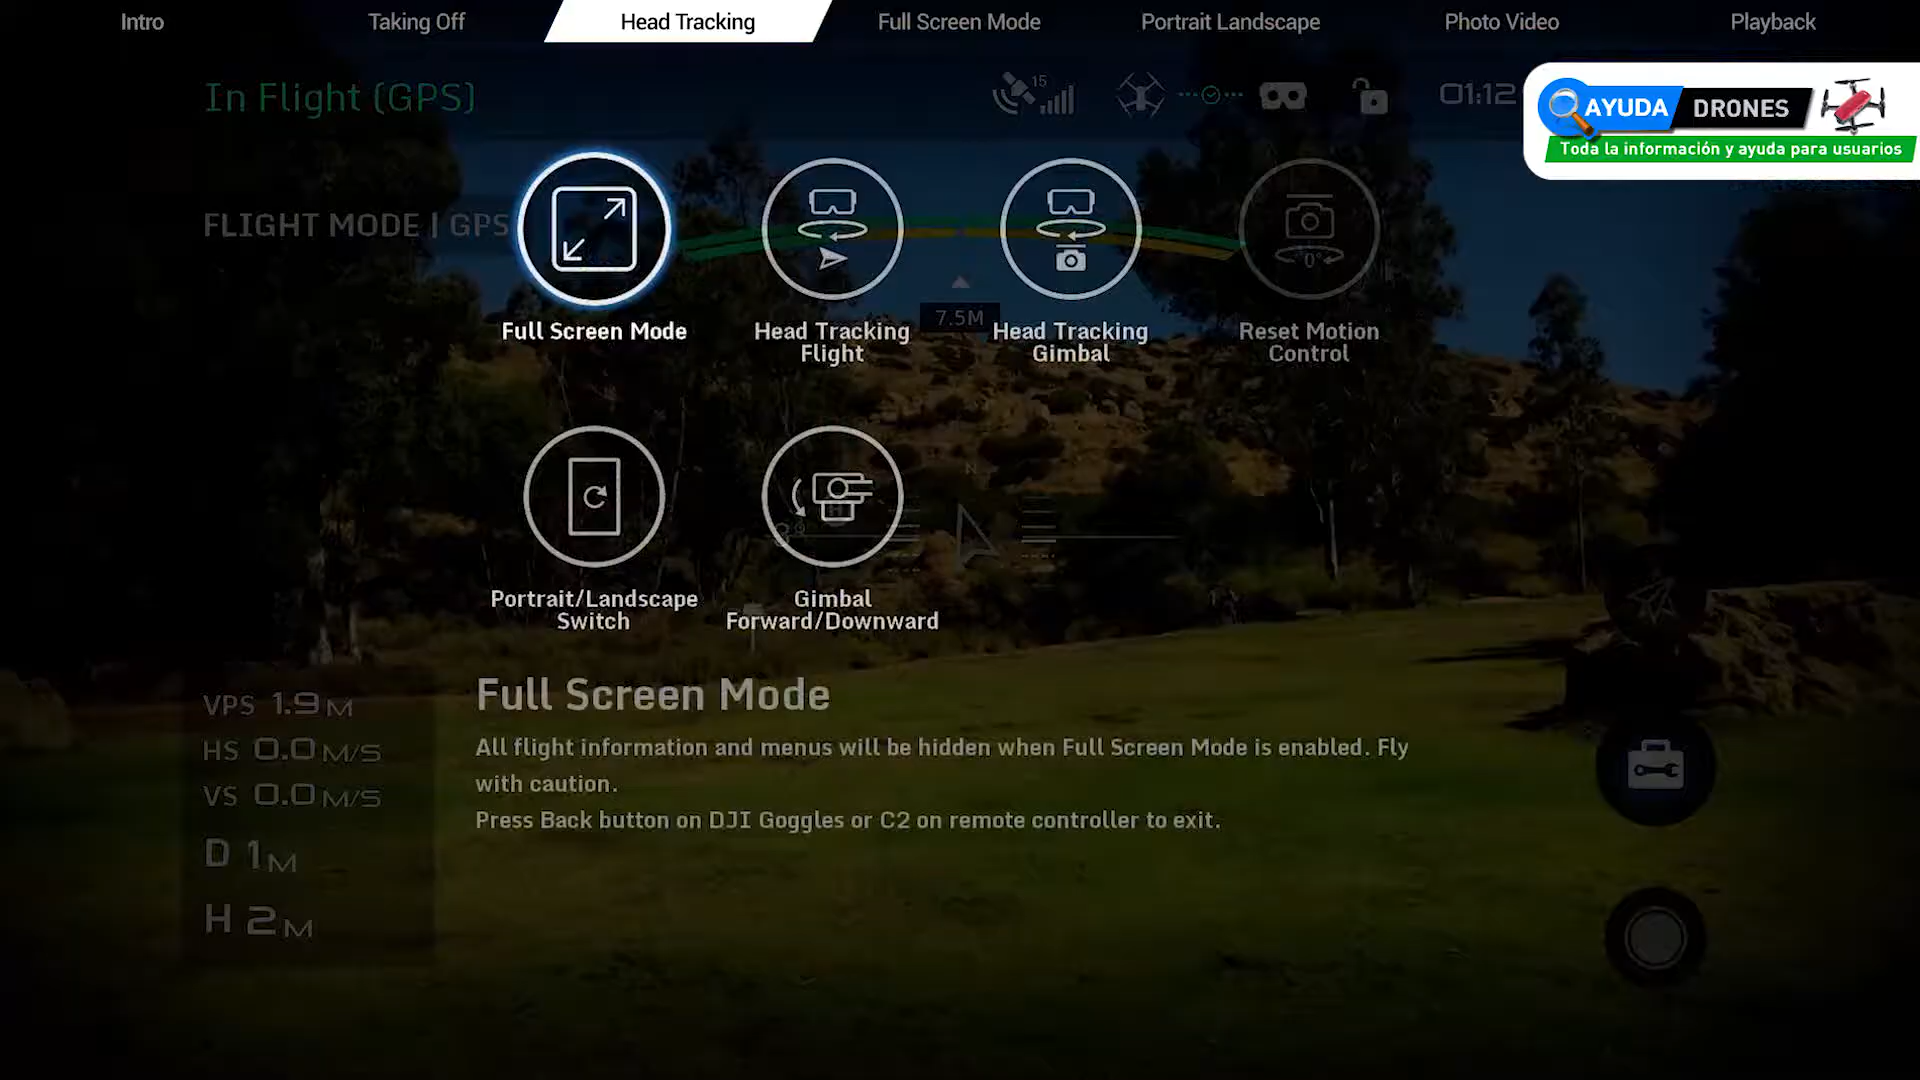 Intro
Taking Off
Head Tracking
Full Screen Mode
Portrait Landscape
Photo Video
Playback
In Flight (GPS)
15
01:12
AYUDA DRONES
Toda la información y ayuda para usuarios
FLIGHT MODE | GPS
0°
7.5M
Full Screen Mode
Head Tracking
Flight
Head Tracking
Gimbal
Reset Motion
Control
N
Portrait/Landscape
Switch
Gimbal
Forward/Downward
VPS 1.9M
HS 0.0M/S
VS 0.0M/S
D 1M
H 2M
Full Screen Mode
All flight information and menus will be hidden when Full Screen Mode is enabled. Fly
with caution.
Press Back button on DJI Goggles or C2 on remote controller to exit.